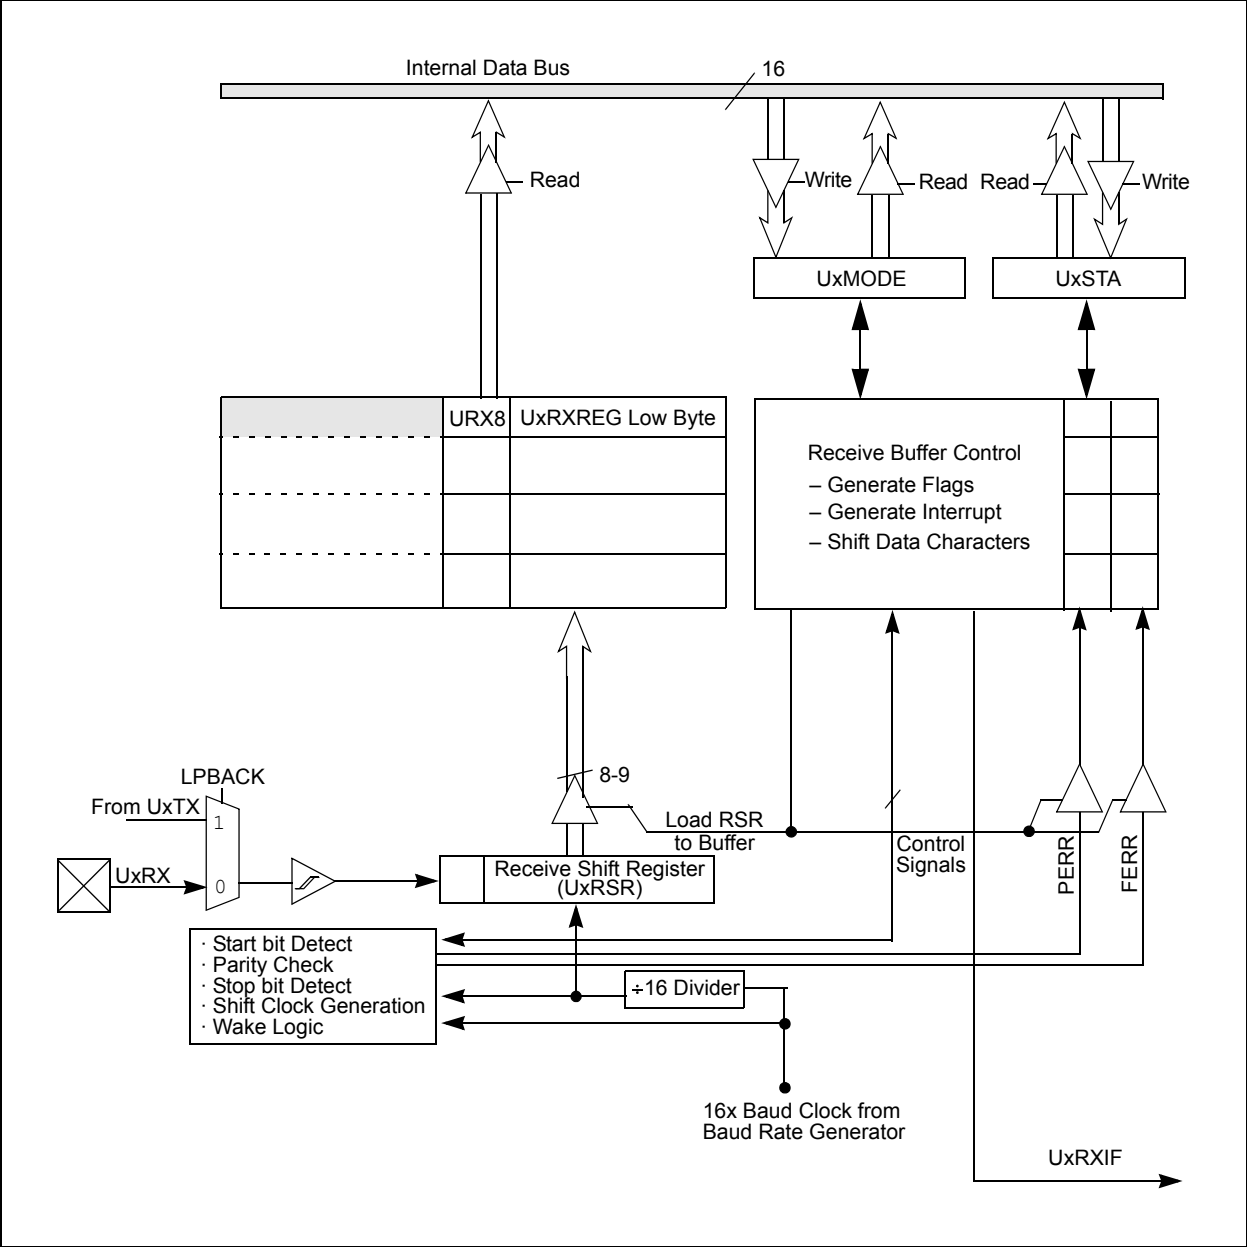 Internal Data Bus
16
Read
Write
Read
Read
Write
UxMODE
UxSTA
URX8
UxRXREG Low Byte
Receive Buffer Control
– Generate Flags
– Generate Interrupt
– Shift Data Characters
8-9
LPBACK
From UxTX
1
UxRX
0
Load RSR
to Buffer
Control
Signals
PERR
FERR
Receive Shift Register
(UxRSR)
· Start bit Detect
· Parity Check
· Stop bit Detect
· Shift Clock Generation
· Wake Logic
÷16 Divider
16x Baud Clock from
Baud Rate Generator
UxRXIF